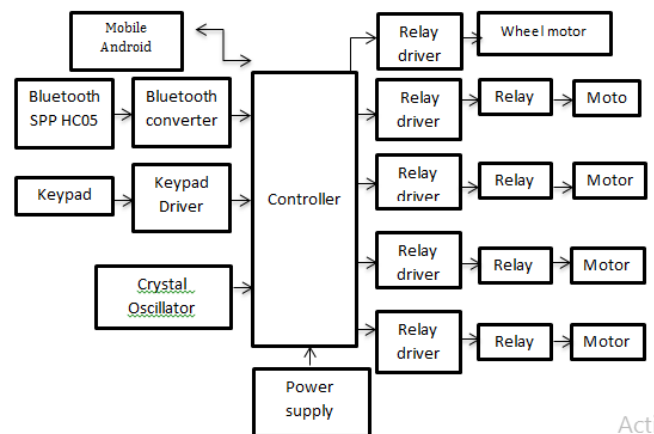 Mobile
Android
Relay
driver
Wheel motor
Bluetooth
SPP HC05
Bluetooth
converter
Relay
driver
Relay
Moto
Keypad
Keypad
Driver
Controller
Relay
driver
Relay
Motor
Crystal
Oscillator
Relay
driver
Relay
Motor
Relay
driver
Relay
Motor
Power
supply
Act